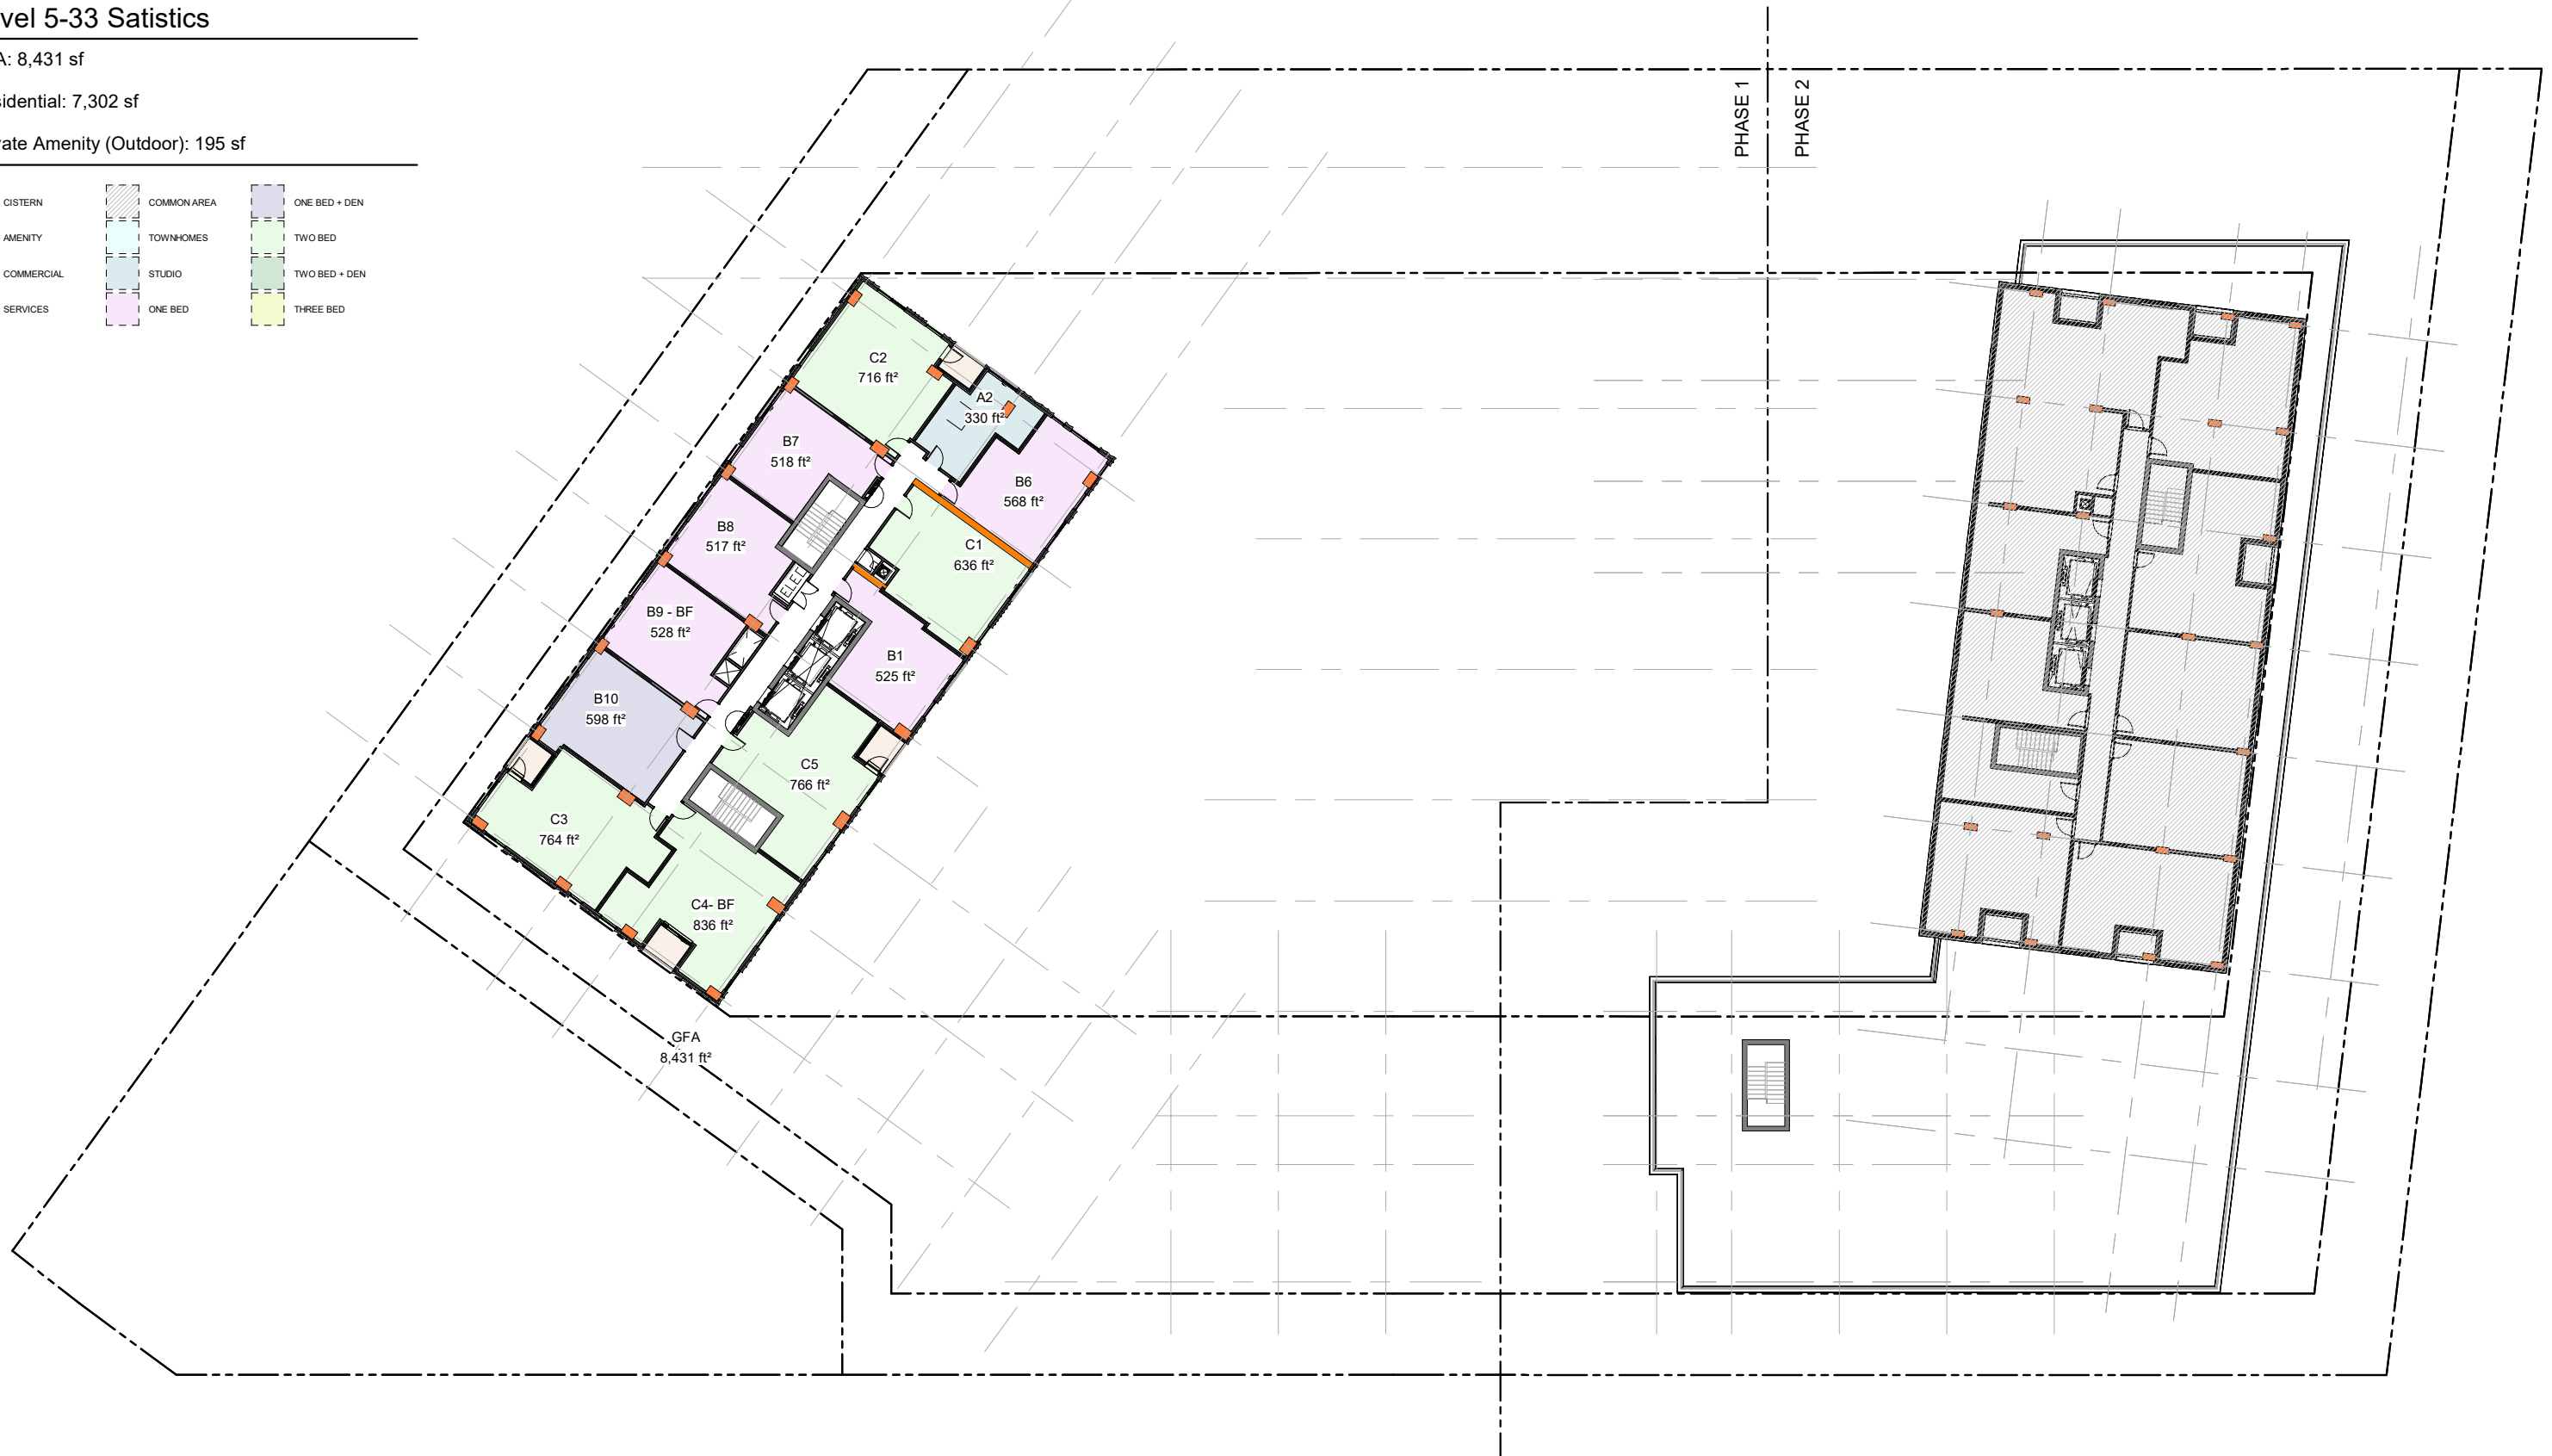 vel 5-33 Satistics
A: 8,431 sf
sidential: 7,302 sf
ate Amenity (Outdoor): 195 sf
CISTERN
COMMON AREA
ONE BED + DEN
AMENITY
TOWNHOMES
TWO BED
COMMERCIAL
STUDIO
TWO BED + DEN
SERVICES
ONE BED
THREE BED
PHASE 1
PHASE 2
C2
716 ft²
A2
330 ft²
B7
518 ft²
B6
568 ft²
B8
517 ft²
C1
636 ft²
ELEC
B9 - BF
528 ft²
B1
525 ft²
B10
598 ft²
C5
766 ft²
C3
764 ft²
C4- BF
836 ft²
GFA
8,431 ft²